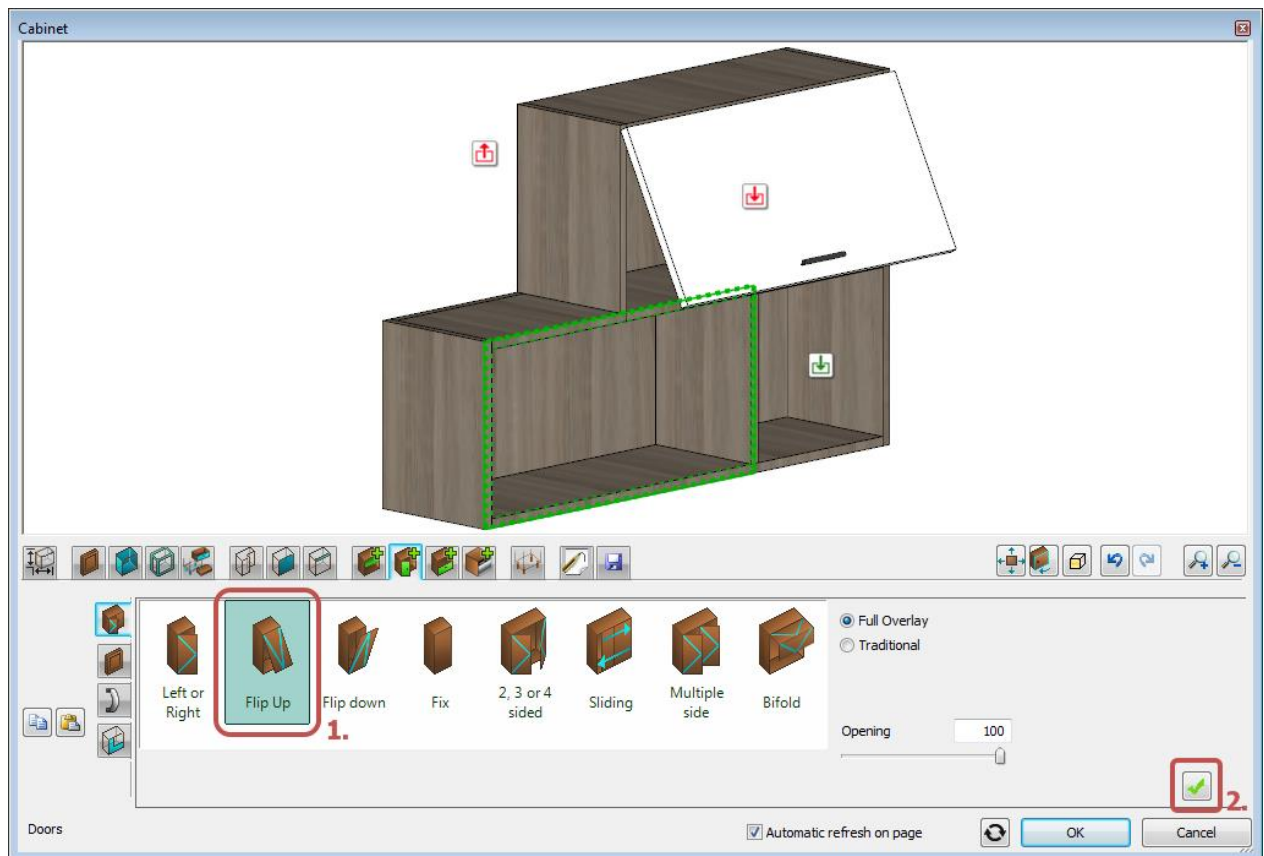 Cabinet
Full Overlay
Traditional
Left or
Right
Flip Up
Flip down
Fix
2, 3 or 4
sided
Sliding
Multiple
side
Bifold
1.
Opening
100
2.
Doors
Automatic refresh on page
OK
Cancel